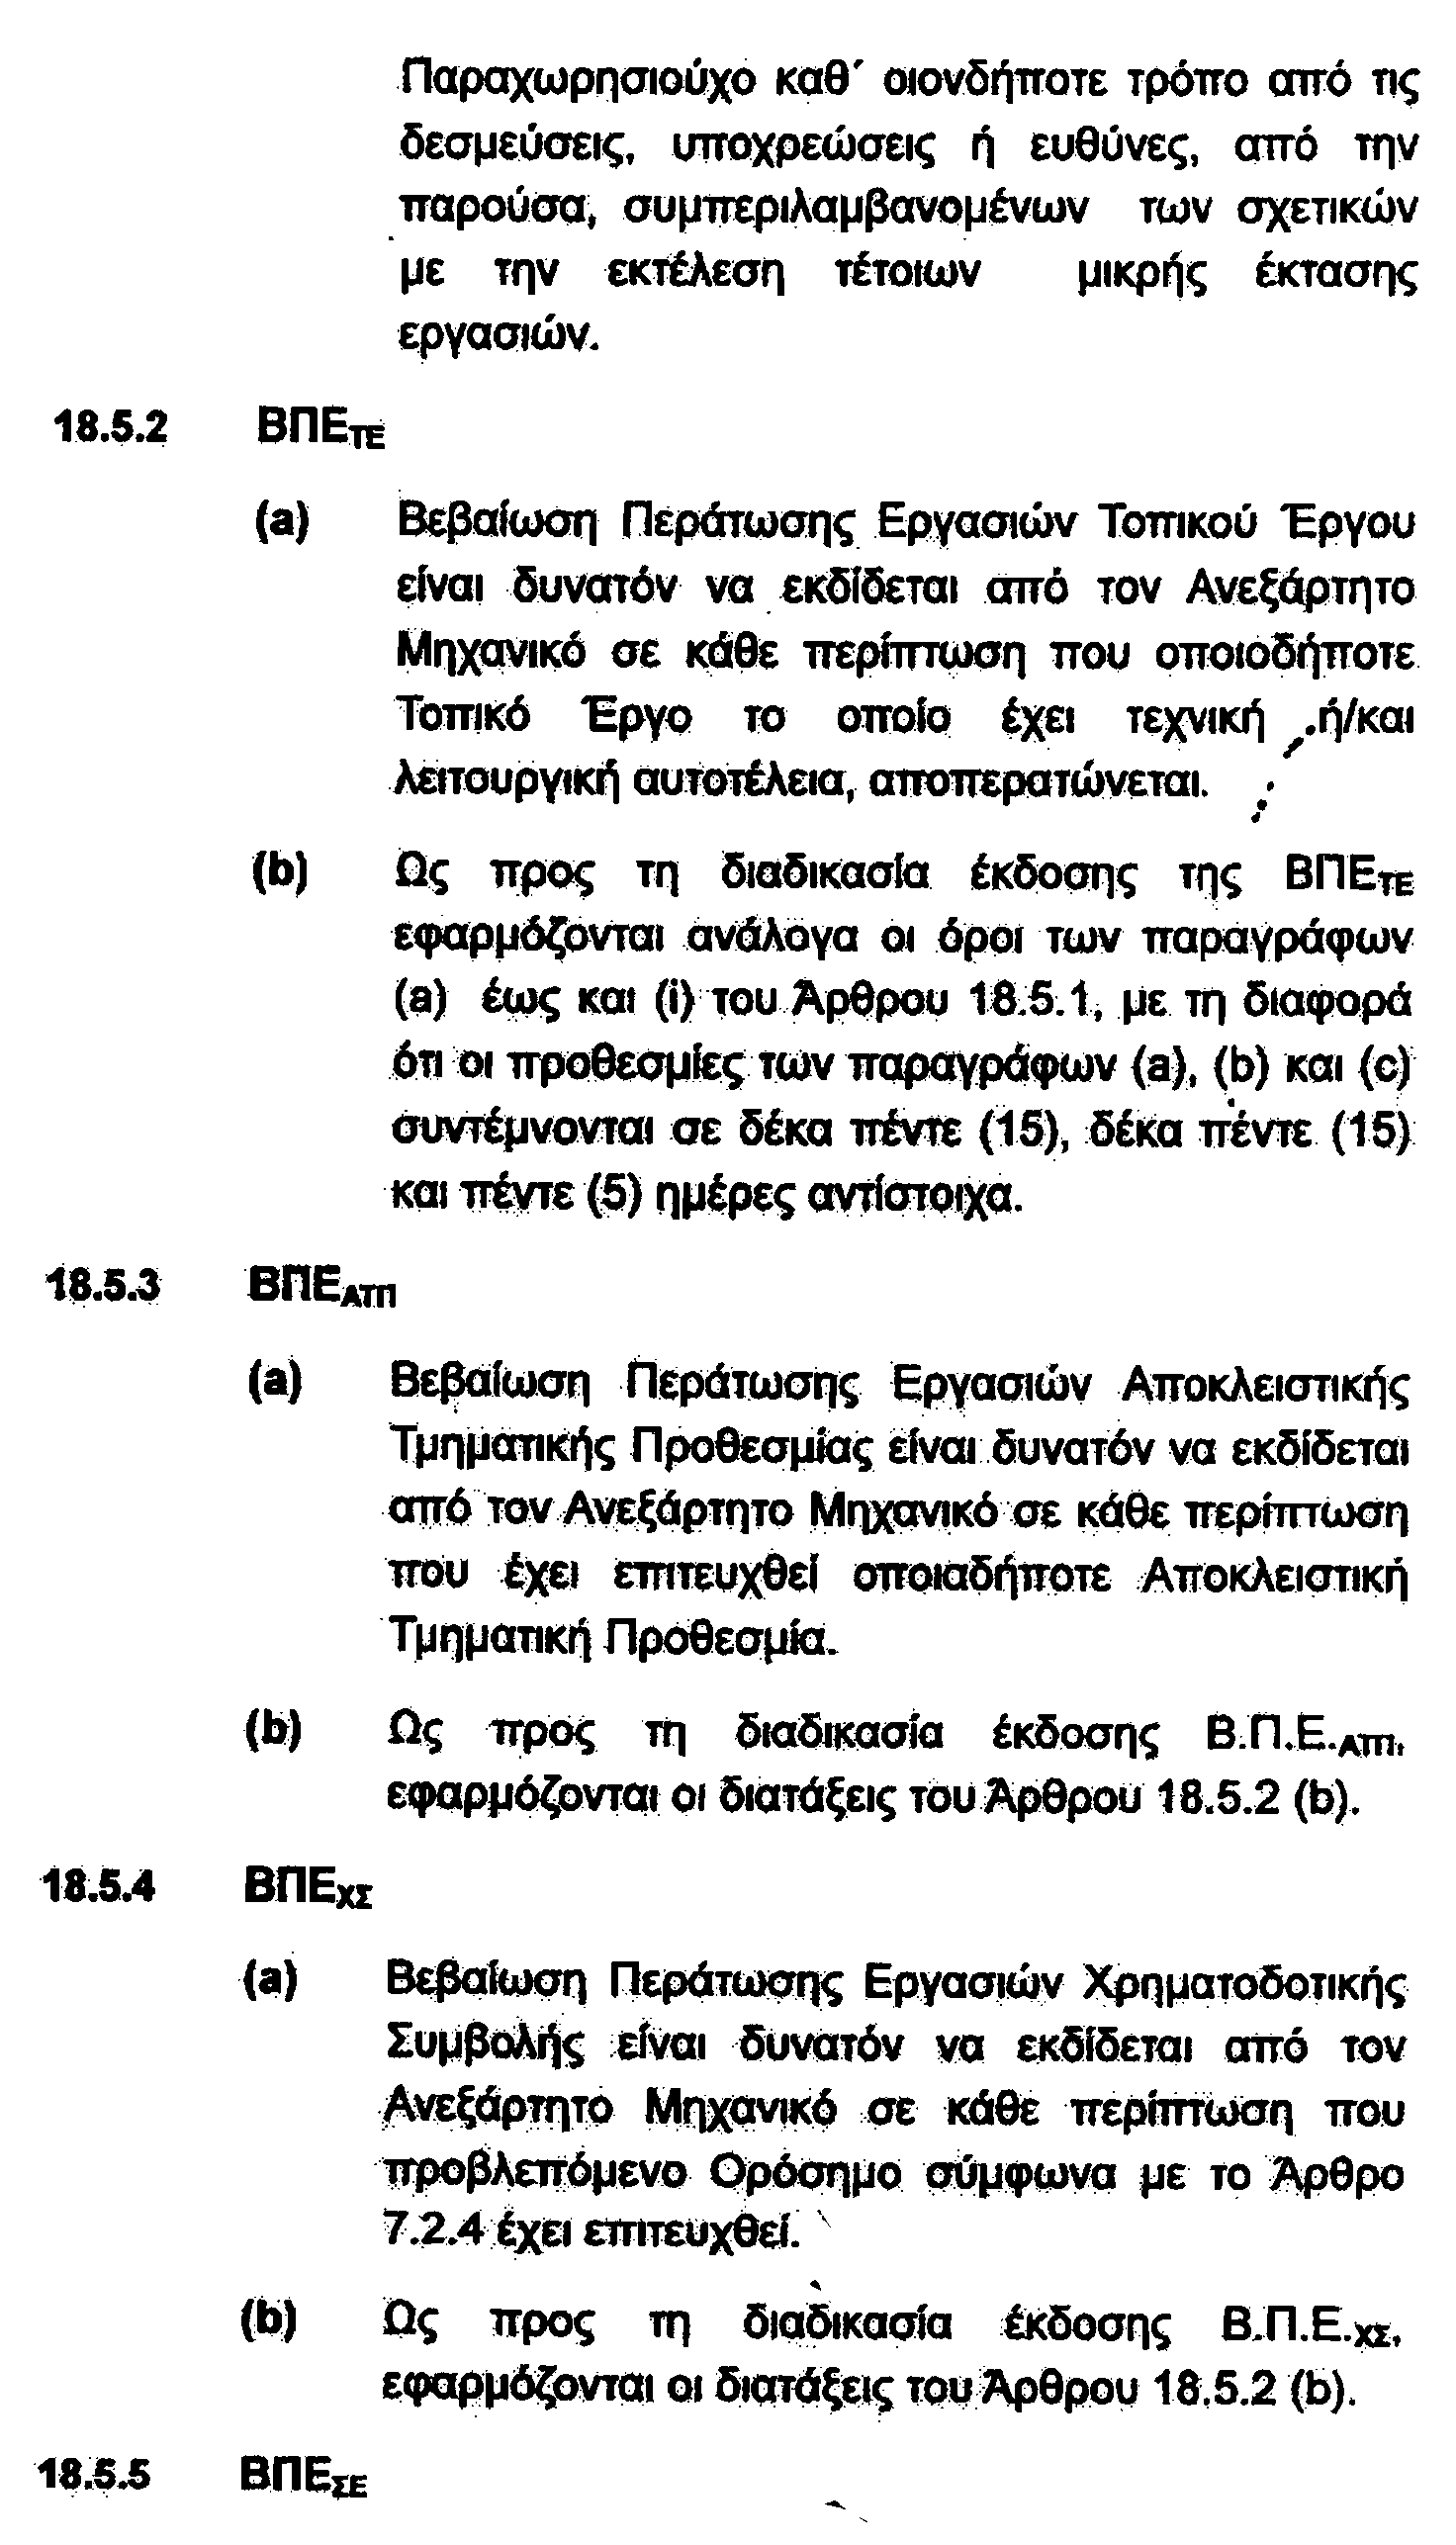 Παραχωρησιούχο καθ΄ οιονδήποτε τρόπο από τις
δεσμεύσεις, υποχρεώσεις ή ευθύνες, από την
παρούσα, συμπεριλαμβανομένων των σχετικών
με την εκτέλεση τέτοιων μικρής έκτασης
εργασιών.
18.5.2 ΒΠΕΤΕ
(a) Βεβαίωση Περάτωσης Εργασιών Τοπικού Έργου
είναι δυνατόν να εκδίδεται από τον Ανεξάρτητο
Μηχανικό σε κάθε περίπτωση που οποιοδήποτε
Τοπικό Έργο το οποίο έχει τεχνική ή/και
λειτουργική αυτοτέλεια, αποπερατώνεται.
(b) Ως προς τη διαδικασία έκδοσης της ΒΠΕΤΕ
εφαρμόζονται ανάλογα οι όροι των παραγράφων
(a) έως και (i) του Άρθρου 18.5.1, με τη διαφορά
ότι οι προθεσμίες των παραγράφων (a), (b) και (c)
συντέμνονται σε δέκα πέντε (15), δέκα πέντε (15)
και πέντε (5) ημέρες αντίστοιχα.
18.5.3 ΒΠΕΑΤΠ
(a) Βεβαίωση Περάτωσης Εργασιών Αποκλειστικής
Τμηματικής Προθεσμίας είναι δυνατόν να εκδίδεται
από τον Ανεξάρτητο Μηχανικό σε κάθε περίπτωση
που έχει επιτευχθεί οποιαδήποτε Αποκλειστική
Τμηματική Προθεσμία.
(b) Ως προς τη διαδικασία έκδοσης Β.Π.Ε.ΑΤΠ,
εφαρμόζονται οι διατάξεις του Άρθρου 18.5.2 (b).
18.5.4 ΒΠΕΧΣ
(a) Βεβαίωση Περάτωσης Εργασιών Χρηματοδοτικής
Συμβολής είναι δυνατόν να εκδίδεται από τον
Ανεξάρτητο Μηχανικό σε κάθε περίπτωση που
προβλεπόμενο Ορόσημο σύμφωνα με το Άρθρο
7.2.4 έχει επιτευχθεί.
(b) Ως προς τη διαδικασία έκδοσης Β.Π.Ε.ΧΣ,
εφαρμόζονται οι διατάξεις του Άρθρου 18.5.2 (b).
18.5.5 ΒΠΕΣΕ